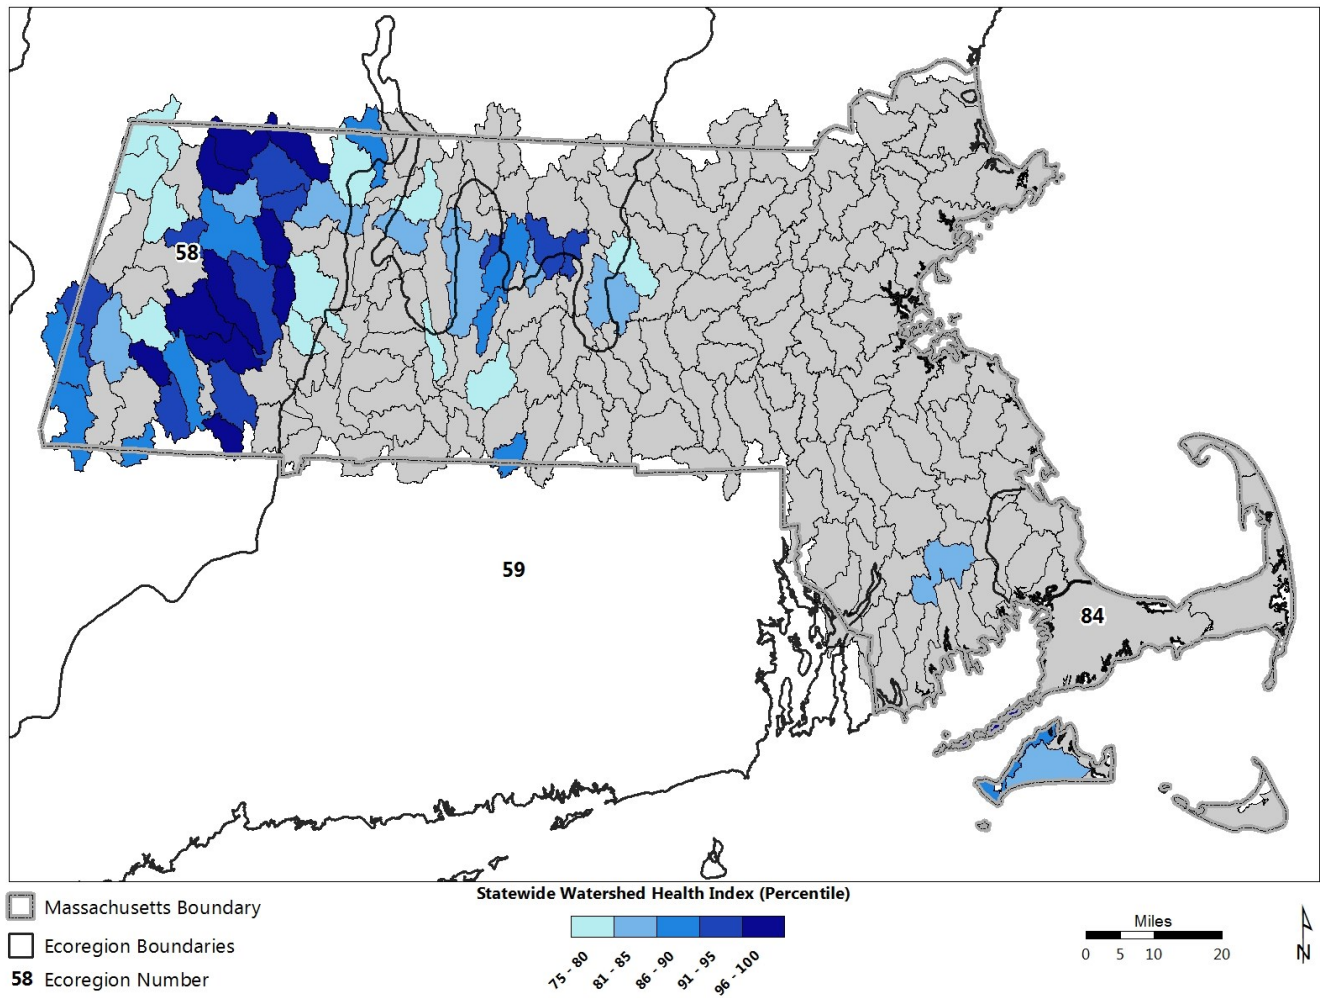 58
59
84
Statewide Watershed Health Index (Percentile)
75 - 80
81 - 85
86 - 90
91 - 95
96 - 100
Massachusetts Boundary
Ecoregion Boundaries
58 Ecoregion Number
Miles
0 5 10 20
N